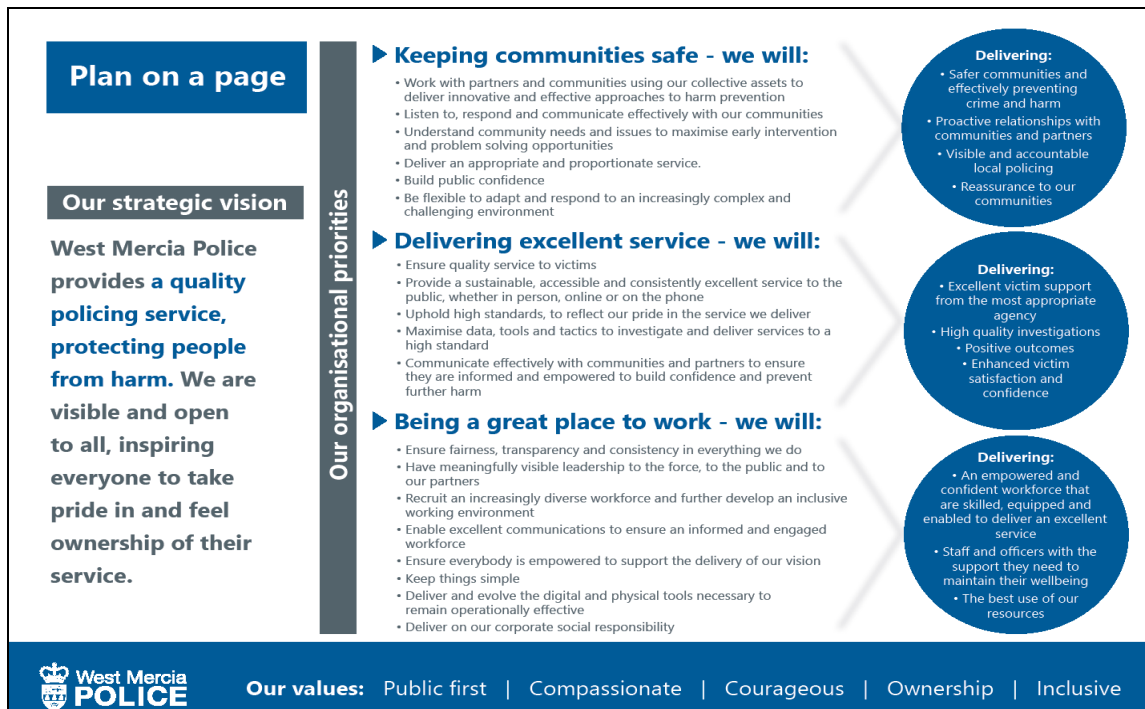 Plan on a page
Our strategic vision
West Mercia Police
provides a quality
policing service,
protecting people
from harm. We are
visible and open
to all, inspiring
everyone to take
pride in and feel
ownership of their
service.
Our organisational priorities
Keeping communities safe - we will:
• Work with partners and communities using our collective assets to
deliver innovative and effective approaches to harm prevention
• Listen to, respond and communicate effectively with our communities
• Understand community needs and issues to maximise early intervention
and problem solving opportunities
• Deliver an appropriate and proportionate service.
• Build public confidence
• Be flexible to adapt and respond to an increasingly complex and
challenging environment
Delivering:
• Safer communities and
effectively preventing
crime and harm
• Proactive relationships with
communities and partners
• Visible and accountable
local policing
• Reassurance to our
communities
Delivering excellent service - we will:
• Ensure quality service to victims
• Provide a sustainable, accessible and consistently excellent service to the
public, whether in person, online or on the phone
• Uphold high standards, to reflect our pride in the service we deliver
• Maximise data, tools and tactics to investigate and deliver services to a
high standard
• Communicate effectively with communities and partners to ensure
they are informed and empowered to build confidence and prevent
further harm
Delivering:
• Excellent victim support
from the most appropriate
agency
• High quality investigations
• Positive outcomes
• Enhanced victim
satisfaction and
confidence
Being a great place to work - we will:
• Ensure fairness, transparency and consistency in everything we do
• Have meaningfully visible leadership to the force, to the public and to
our partners
• Recruit an increasingly diverse workforce and further develop an inclusive
working environment
• Enable excellent communications to ensure an informed and engaged
workforce
• Ensure everybody is empowered to support the delivery of our vision
• Keep things simple
• Deliver and evolve the digital and physical tools necessary to
remain operationally effective
• Deliver on our corporate social responsibility
Delivering:
• An empowered and
confident workforce that
are skilled, equipped and
enabled to deliver an excellent
service
• Staff and officers with the
support they need to
maintain their wellbeing
• The best use of our
resources
West Mercia
POLICE
Our values: Public first | Compassionate | Courageous | Ownership | Inclusive